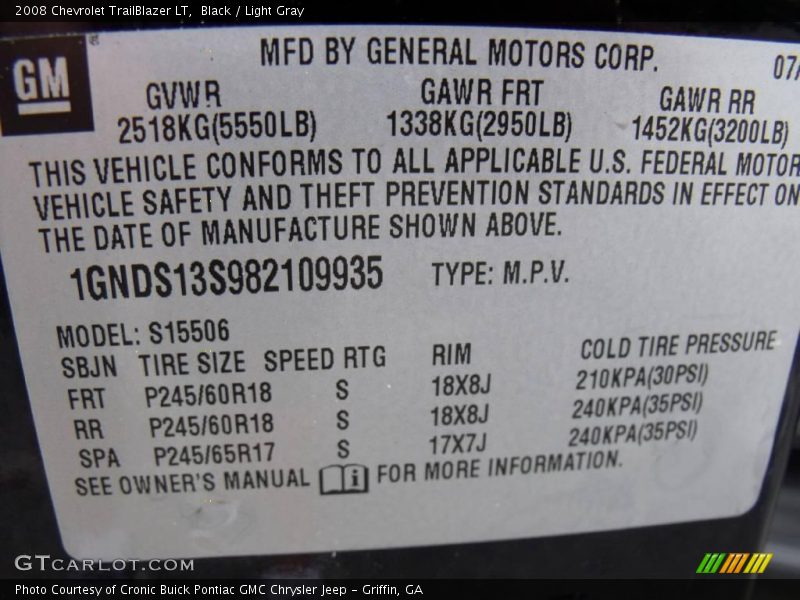 2008 Chevrolet TrailBlazer LT,  Black / Light Gray
GM
MFD BY GENERAL MOTORS CORP.
07/
GVWR GAWR FRT GAWR RR
2518KG(5550LB) 1338KG(2950LB) 1452KG(3200LB)
THIS VEHICLE CONFORMS TO ALL APPLICABLE U.S. FEDERAL MOTOR
VEHICLE SAFETY AND THEFT PREVENTION STANDARDS IN EFFECT ON
THE DATE OF MANUFACTURE SHOWN ABOVE.
1GNDS13S982109935 TYPE: M.P.V.
MODEL: S15506
SBJN TIRE SIZE SPEED RTG RIM COLD TIRE PRESSURE
FRT P245/60R18 S 18X8J 210KPA(30PSI)
RR P245/60R18 S 18X8J 240KPA(35PSI)
SPA P245/65R17 S 17X7J 240KPA(35PSI)
SEE OWNER'S MANUAL i FOR MORE INFORMATION.
GTCARLOT.COM
Photo Courtesy of Cronic Buick Pontiac GMC Chrysler Jeep - Griffin, GA